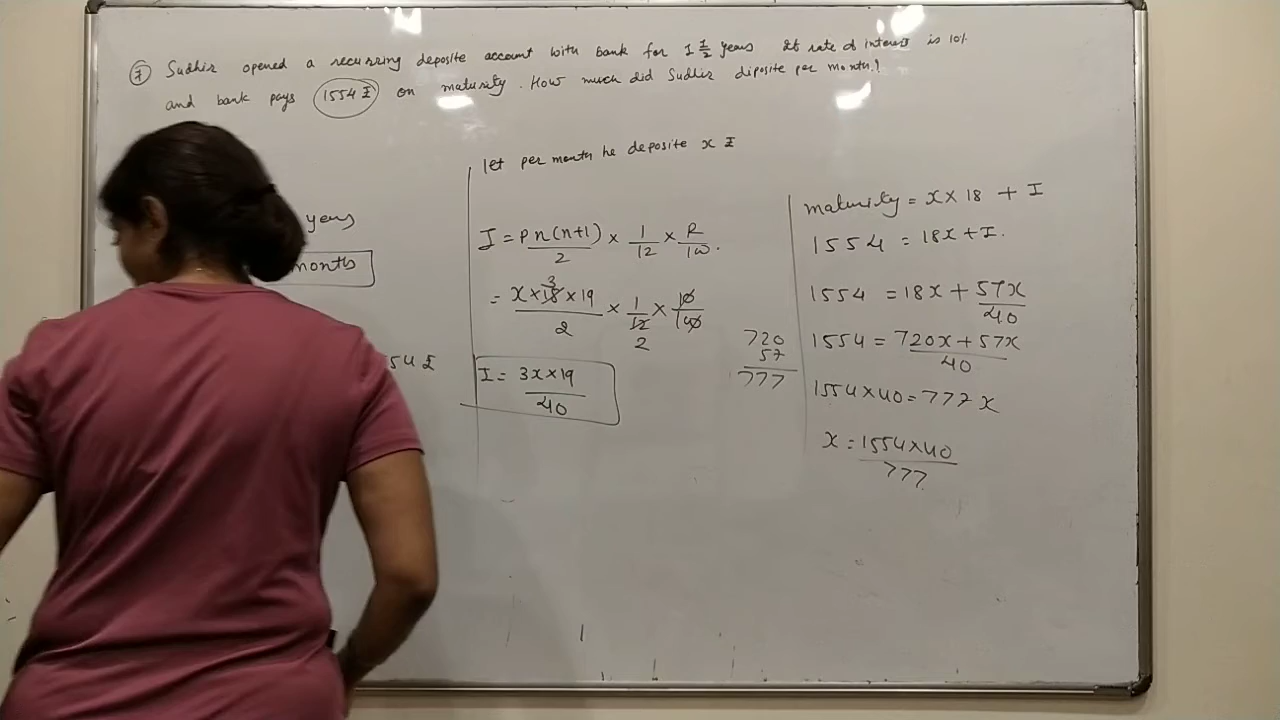 7 Sudhir opened a recurring deposite account with bank for 1 1/2 years If rate of interest is 10%
and bank pays 1554 ₹ on maturity. How much did Sudhir diposite per month?
let per month he deposite x ₹
years
months
54 ₹
I = P n(n+1)/2 × 1/12 × R/100.
= x × 18 × 19 / 2 × 1/12 × 10/100
3
2
I = 3x × 19 / 40
720
57
777
maturity = x × 18 + I
1554 = 18x + I.
1554 = 18x + 57x/40
1554 = 720x + 57x / 40
1554 × 40 = 777 x
x = 1554 × 40 / 777